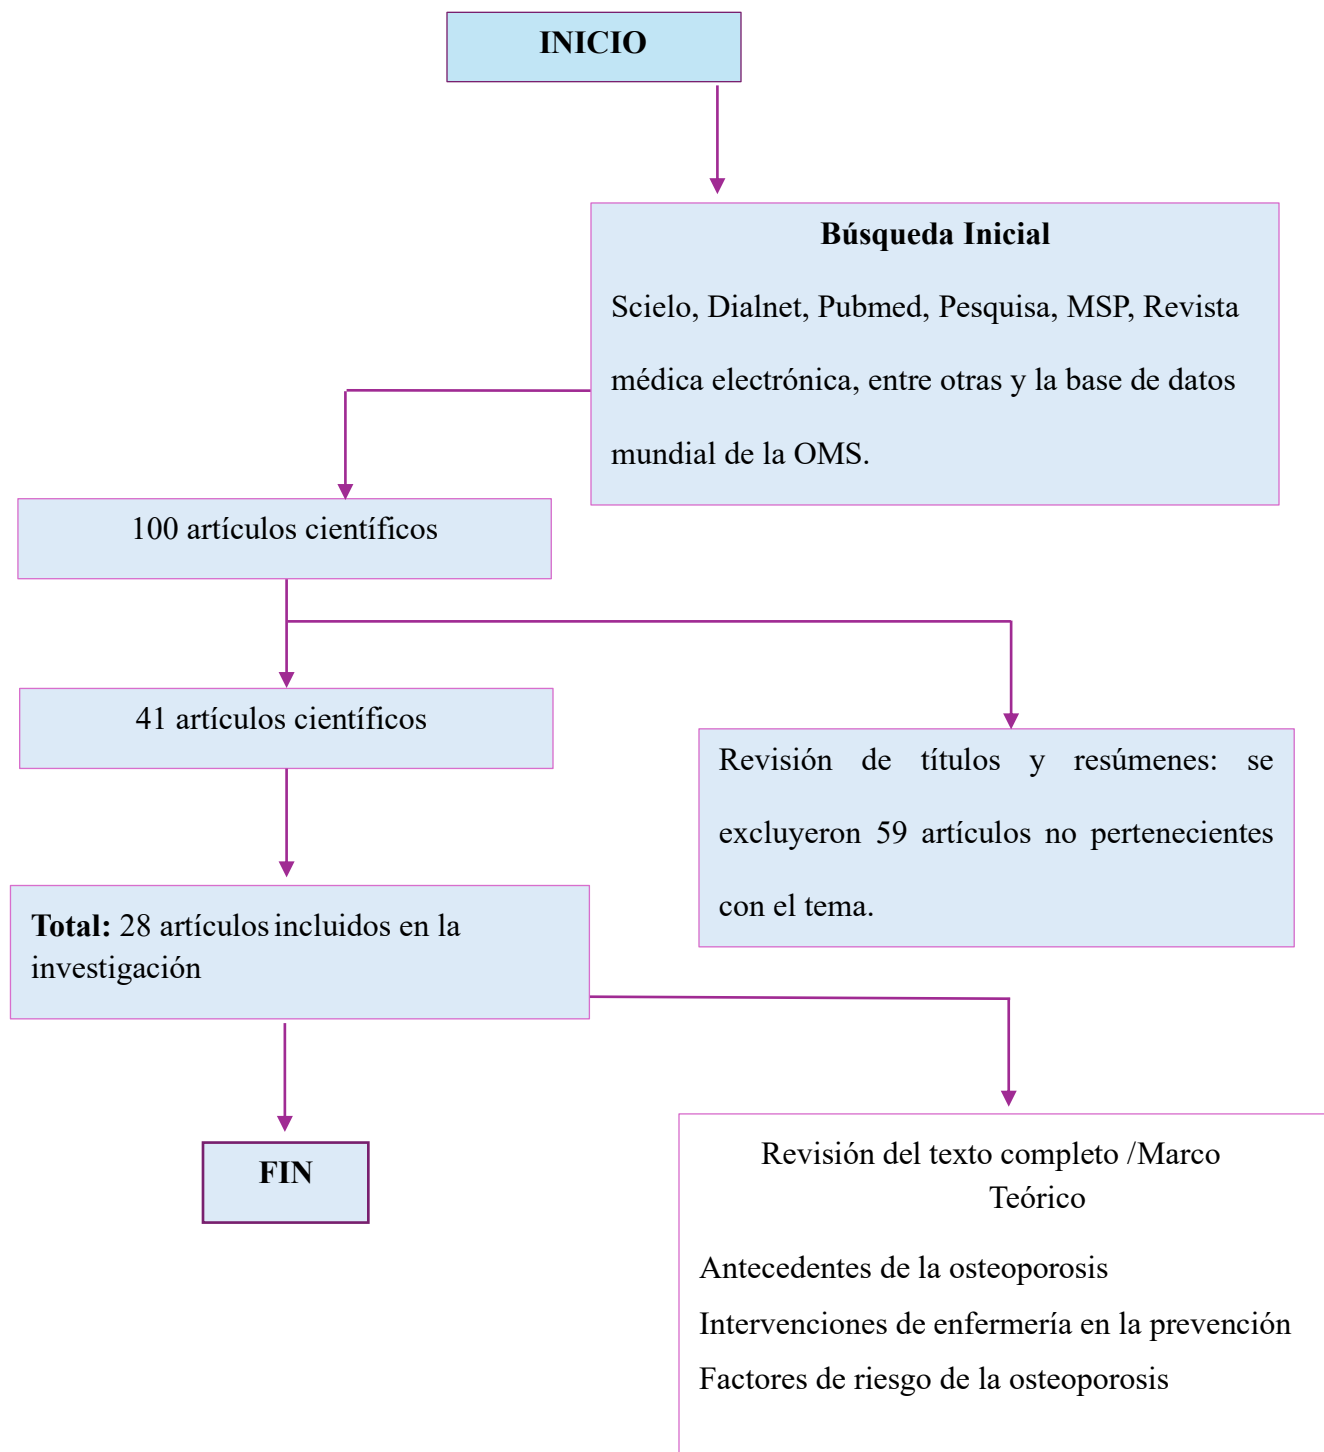 INICIO
Búsqueda Inicial
Scielo, Dialnet, Pubmed, Pesquisa, MSP, Revista
médica electrónica, entre otras y la base de datos
mundial de la OMS.
100 artículos científicos
41 artículos científicos
Revisión de títulos y resúmenes: se
excluyeron 59 artículos no pertenecientes
con el tema.
Total: 28 artículos incluidos en la
investigación
FIN
Revisión del texto completo /Marco
Teórico
Antecedentes de la osteoporosis
Intervenciones de enfermería en la prevención
Factores de riesgo de la osteoporosis